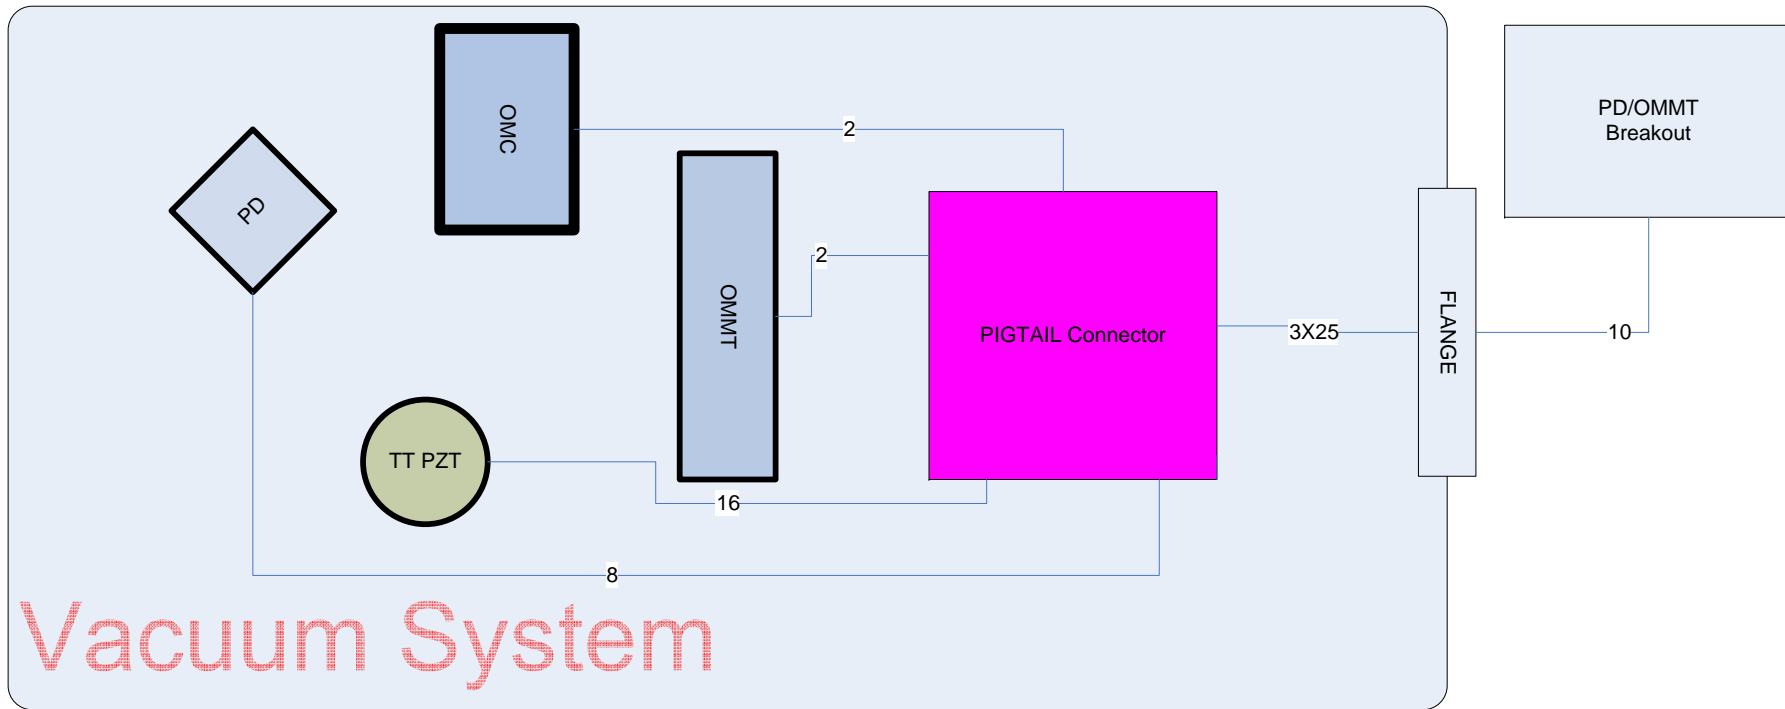 OMC
2
PD/OMMT
Breakout
PD
2
OMMT
PIGTAIL Connector
3X25
FLANGE
10
TT PZT
16
8
Vacuum System